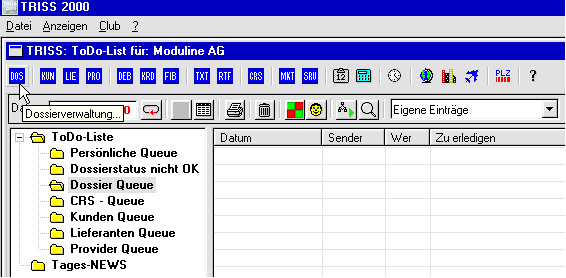 TRISS 2000
Datei Anzeigen Club ?
TRISS: ToDo-List für: Moduline AG
DOS KUN LIE PRO DEB KRD FIB TXT RTF CRS MKT SRU 12 PLZ ?
D 0 Eigene Einträge
Dossierverwaltung...
ToDo-Liste
Persönliche Queue
Dossierstatus nicht OK
Dossier Queue
CRS - Queue
Kunden Queue
Lieferanten Queue
Provider Queue
Tages-NEWS
Datum Sender Wer Zu erledigen